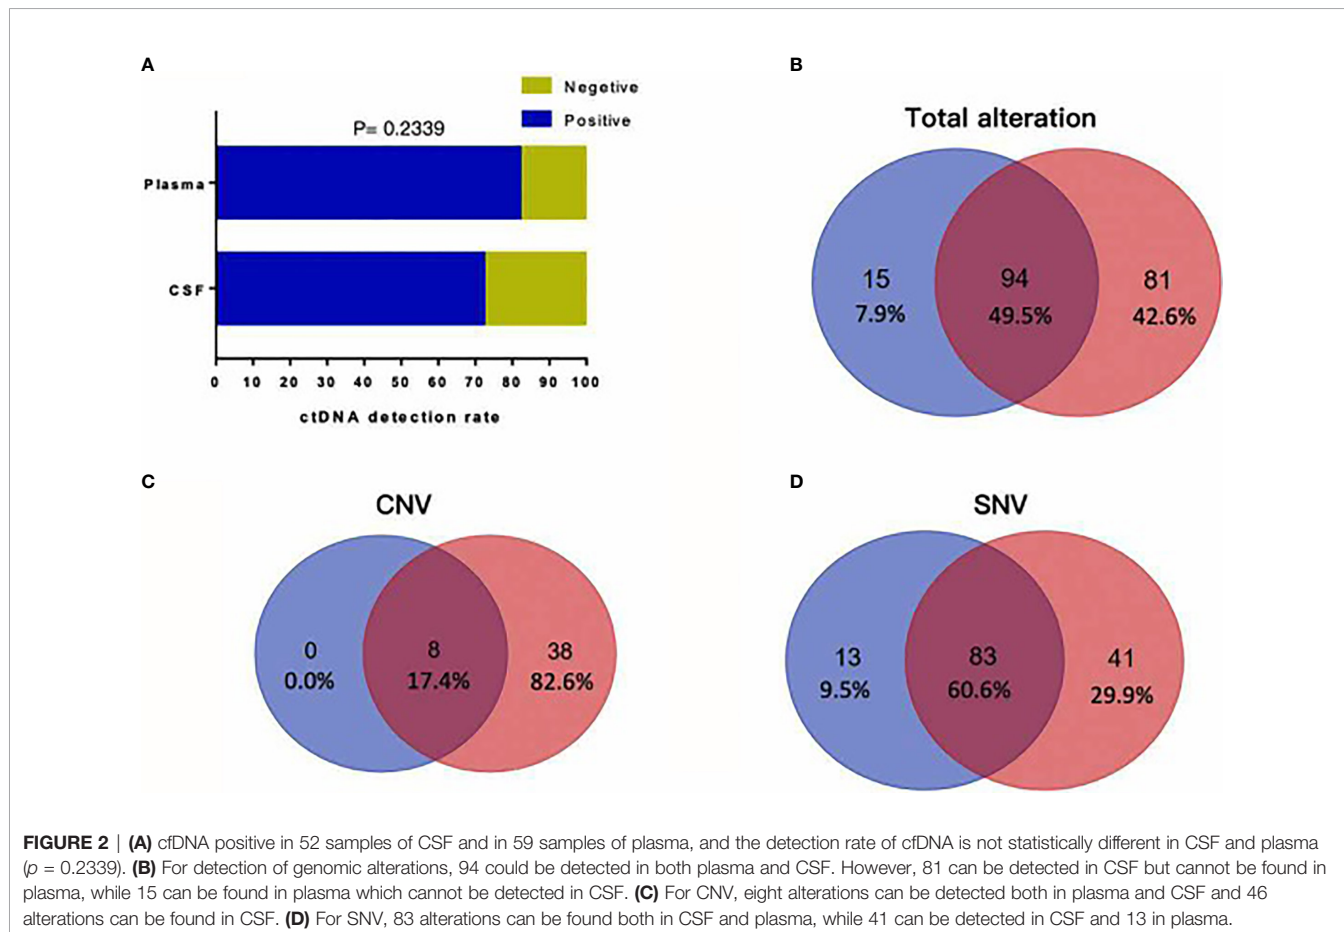 A
Negetive
Positive
P= 0.2339
Plasma
CSF
0 10 20 30 40 50 60 70 80 90 100
ctDNA detection rate
B
Total alteration
15 94 81
7.9% 49.5% 42.6%
C
CNV
0 8 38
0.0% 17.4% 82.6%
D
SNV
13 83 41
9.5% 60.6% 29.9%
FIGURE 2 | (A) cfDNA positive in 52 samples of CSF and in 59 samples of plasma, and the detection rate of cfDNA is not statistically different in CSF and plasma
(p = 0.2339). (B) For detection of genomic alterations, 94 could be detected in both plasma and CSF. However, 81 can be detected in CSF but cannot be found in
plasma, while 15 can be found in plasma which cannot be detected in CSF. (C) For CNV, eight alterations can be detected both in plasma and CSF and 46
alterations can be found in CSF. (D) For SNV, 83 alterations can be found both in CSF and plasma, while 41 can be detected in CSF and 13 in plasma.